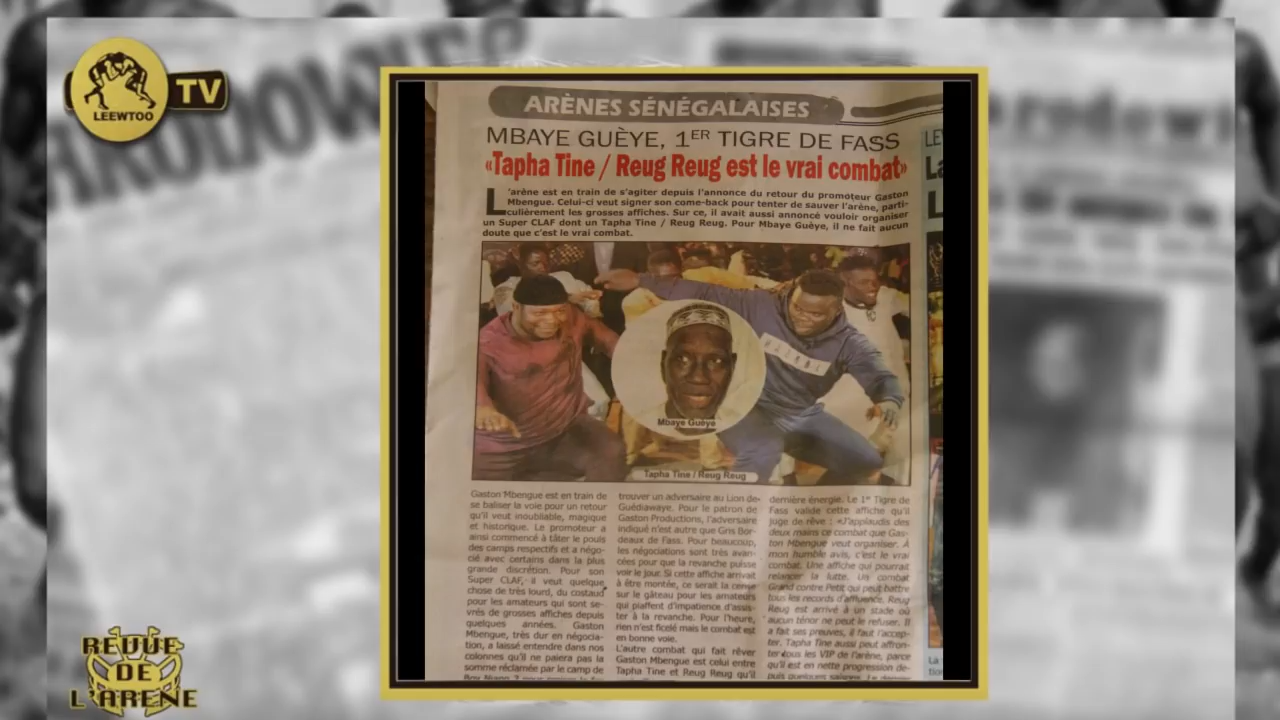 LEEWTOO
TV
ARÈNES SÉNÉGALAISES
MBAYE GUÈYE, 1ER TIGRE DE FASS
«Tapha Tine / Reug Reug est le vrai combat»
L'arène est en train de s'agiter depuis l'annonce du retour du promoteur Gaston
Mbengue. Celui-ci veut signer son come-back pour tenter de sauver l'arène, parti-
culièrement les grosses affiches. Sur ce, il avait aussi annoncé vouloir organiser
un Super CLAF dont un Tapha Tine / Reug Reug. Pour Mbaye Guèye, il ne fait aucun
doute que c'est le vrai combat.
Mbaye Guèye
Tapha Tine / Reug Reug
Gaston Mbengue est en train de
se baliser la voie pour un retour
qu'il veut inoubliable, magique
et historique. Le promoteur a
ainsi commencé à tâter le pouls
des camps respectifs et a négo-
cié avec certains dans la plus
grande discrétion. Pour son
Super CLAF, il veut quelque
chose de très lourd, du costaud
pour les amateurs qui sont se-
vrés de grosses affiches depuis
quelques années. Gaston
Mbengue, très dur en négocia-
tion, a laissé entendre dans nos
colonnes qu'il ne paiera pas la
somme réclamée par le camp de
trouver un adversaire au Lion de
Guédiawaye. Pour le patron de
Gaston Productions, l'adversaire
indiqué n'est autre que Gris Bor-
deaux de Fass. Pour beaucoup,
les négociations sont très avan-
cées pour que la revanche puisse
voir le jour. Si cette affiche arrivait
à être montée, ce serait la cerise
sur le gâteau pour les amateurs
qui piaffent d'impatience d'assis-
ter à la revanche. Pour l'heure,
rien n'est ficelé mais le combat est
en bonne voie.
L'autre combat qui fait rêver
Gaston Mbengue est celui entre
Tapha Tine et Reug Reug qu'il
dernière énergie. Le 1er Tigre de
Fass valide cette affiche qu'il
juge de rêve : «J'applaudis des
deux mains ce combat que Gas-
ton Mbengue veut organiser. À
mon humble avis, c'est le vrai
combat. Une affiche qui pourrait
relancer la lutte. Un combat
Grand contre Petit qui peut battre
tous les records d'affluence. Reug
Reug est arrivé à un stade où
aucun ténor ne peut le refuser. Il
a fait ses preuves, il faut l'accep-
ter. Tapha Tine aussi peut affron-
ter tous les VIP de l'arène, parce
qu'il est en nette progression de-
puis quelques saisons. Le dernier
REVUE
DE
L'ARENE